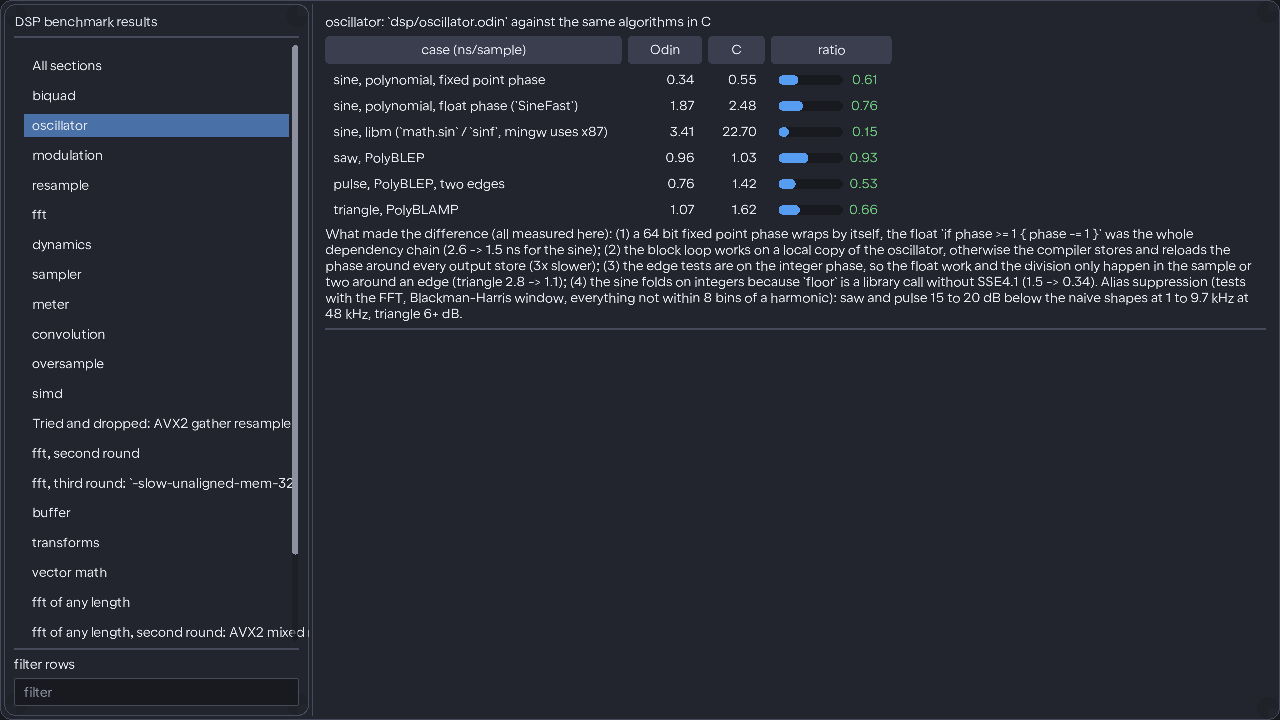 DSP benchmark results
All sections
biquad
oscillator
modulation
resample
fft
dynamics
sampler
meter
convolution
oversample
simd
Tried and dropped: AVX2 gather resample
fft, second round
fft, third round: `-slow-unaligned-mem-32
buffer
transforms
vector math
fft of any length
fft of any length, second round: AVX2 mixed
filter rows
filter
oscillator: `dsp/oscillator.odin` against the same algorithms in C
case (ns/sample) Odin C ratio
sine, polynomial, fixed point phase 0.34 0.55 0.61
sine, polynomial, float phase (`SineFast`) 1.87 2.48 0.76
sine, libm (`math.sin` / `sinf`, mingw uses x87) 3.41 22.70 0.15
saw, PolyBLEP 0.96 1.03 0.93
pulse, PolyBLEP, two edges 0.76 1.42 0.53
triangle, PolyBLAMP 1.07 1.62 0.66
What made the difference (all measured here): (1) a 64 bit fixed point phase wraps by itself, the float `if phase >= 1 { phase -= 1 }` was the whole
dependency chain (2.6 -> 1.5 ns for the sine); (2) the block loop works on a local copy of the oscillator, otherwise the compiler stores and reloads the
phase around every output store (3x slower); (3) the edge tests are on the integer phase, so the float work and the division only happen in the sample or
two around an edge (triangle 2.8 -> 1.1); (4) the sine folds on integers because `floor` is a library call without SSE4.1 (1.5 -> 0.34). Alias suppression (tests
with the FFT, Blackman-Harris window, everything not within 8 bins of a harmonic): saw and pulse 15 to 20 dB below the naive shapes at 1 to 9.7 kHz at
48 kHz, triangle 6+ dB.